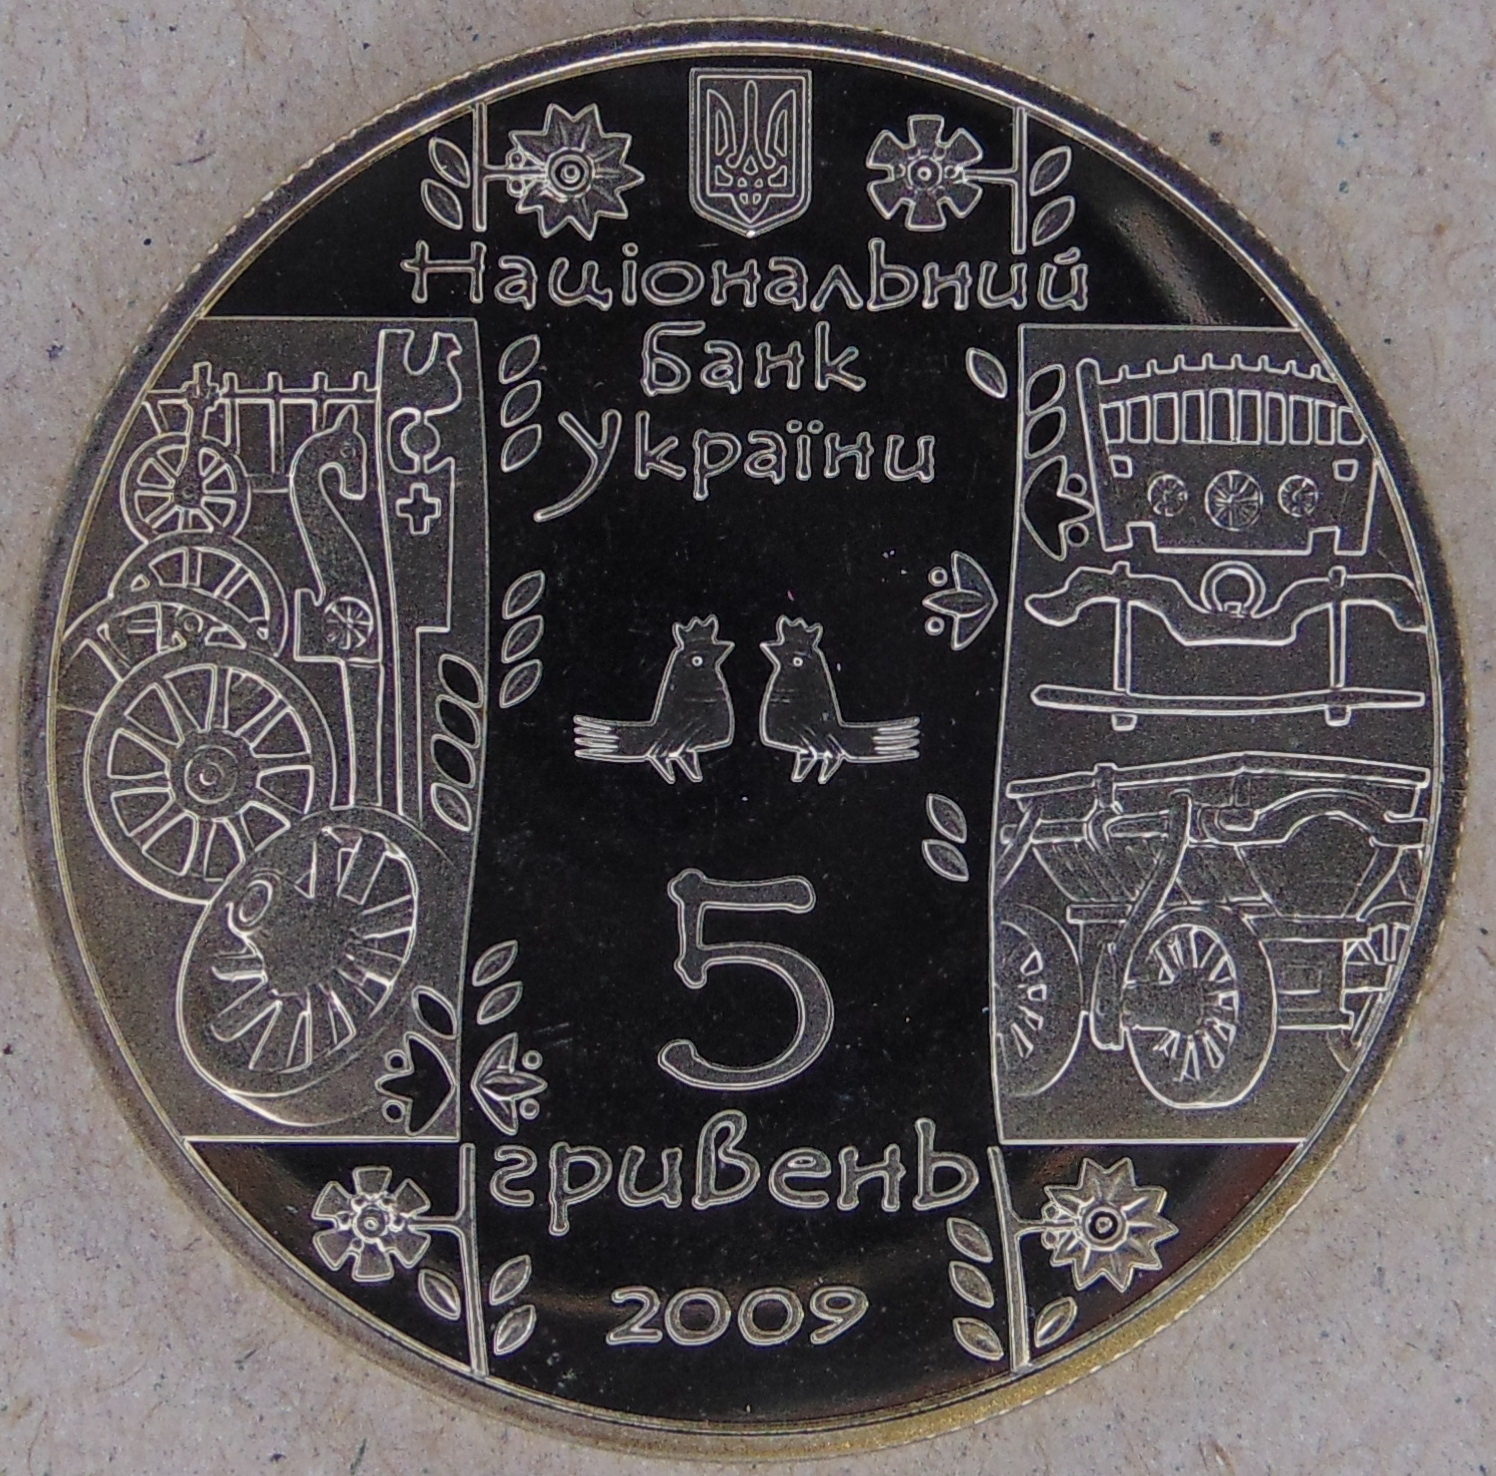 Національний
банк
України
5
гривень
2009